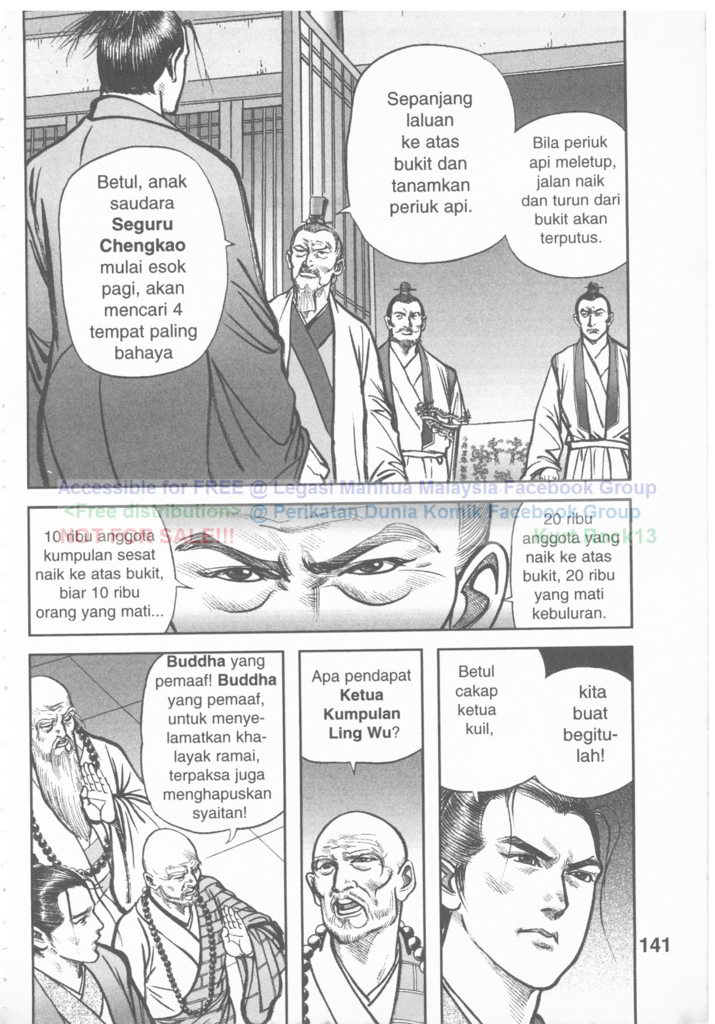 Sepanjang
laluan
ke atas
bukit dan
tanamkan
periuk api.
Bila periuk
api meletup,
jalan naik
dan turun dari
bukit akan
terputus.
Betul, anak
saudara
Seguru
Chengkao
mulai esok
pagi, akan
mencari 4
tempat paling
bahaya
Accessible for FREE @ Legasi Manhua Malaysia Facebook Group
<Free distribution> @ Perikatan Dunia Komik Facebook Group
NOT FOR SALE!!!
10 ribu anggota
kumpulan sesat
naik ke atas bukit,
biar 10 ribu
orang yang mati...
20 ribu
anggota yang
naik ke atas
bukit, 20 ribu
yang mati
kebuluran.
Buddha yang
pemaaf! Buddha
yang pemaaf,
untuk menye-
lamatkan kha-
layak ramai,
terpaksa juga
menghapuskan
syaitan!
Apa pendapat
Ketua
Kumpulan
Ling Wu?
Betul
cakap
ketua
kuil,
kita
buat
begitu-
lah!
141